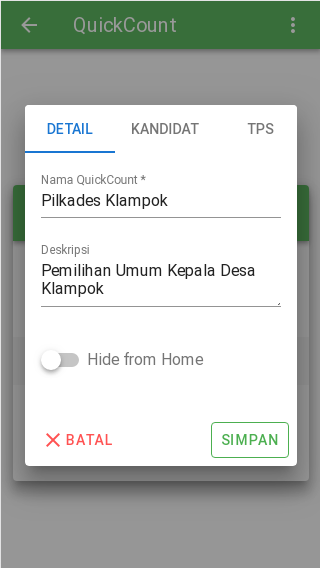 QuickCount
DETAIL KANDIDAT TPS
Nama QuickCount *
Pilkades Klampok
Deskripsi
Pemilihan Umum Kepala Desa
Klampok
Hide from Home
BATAL SIMPAN